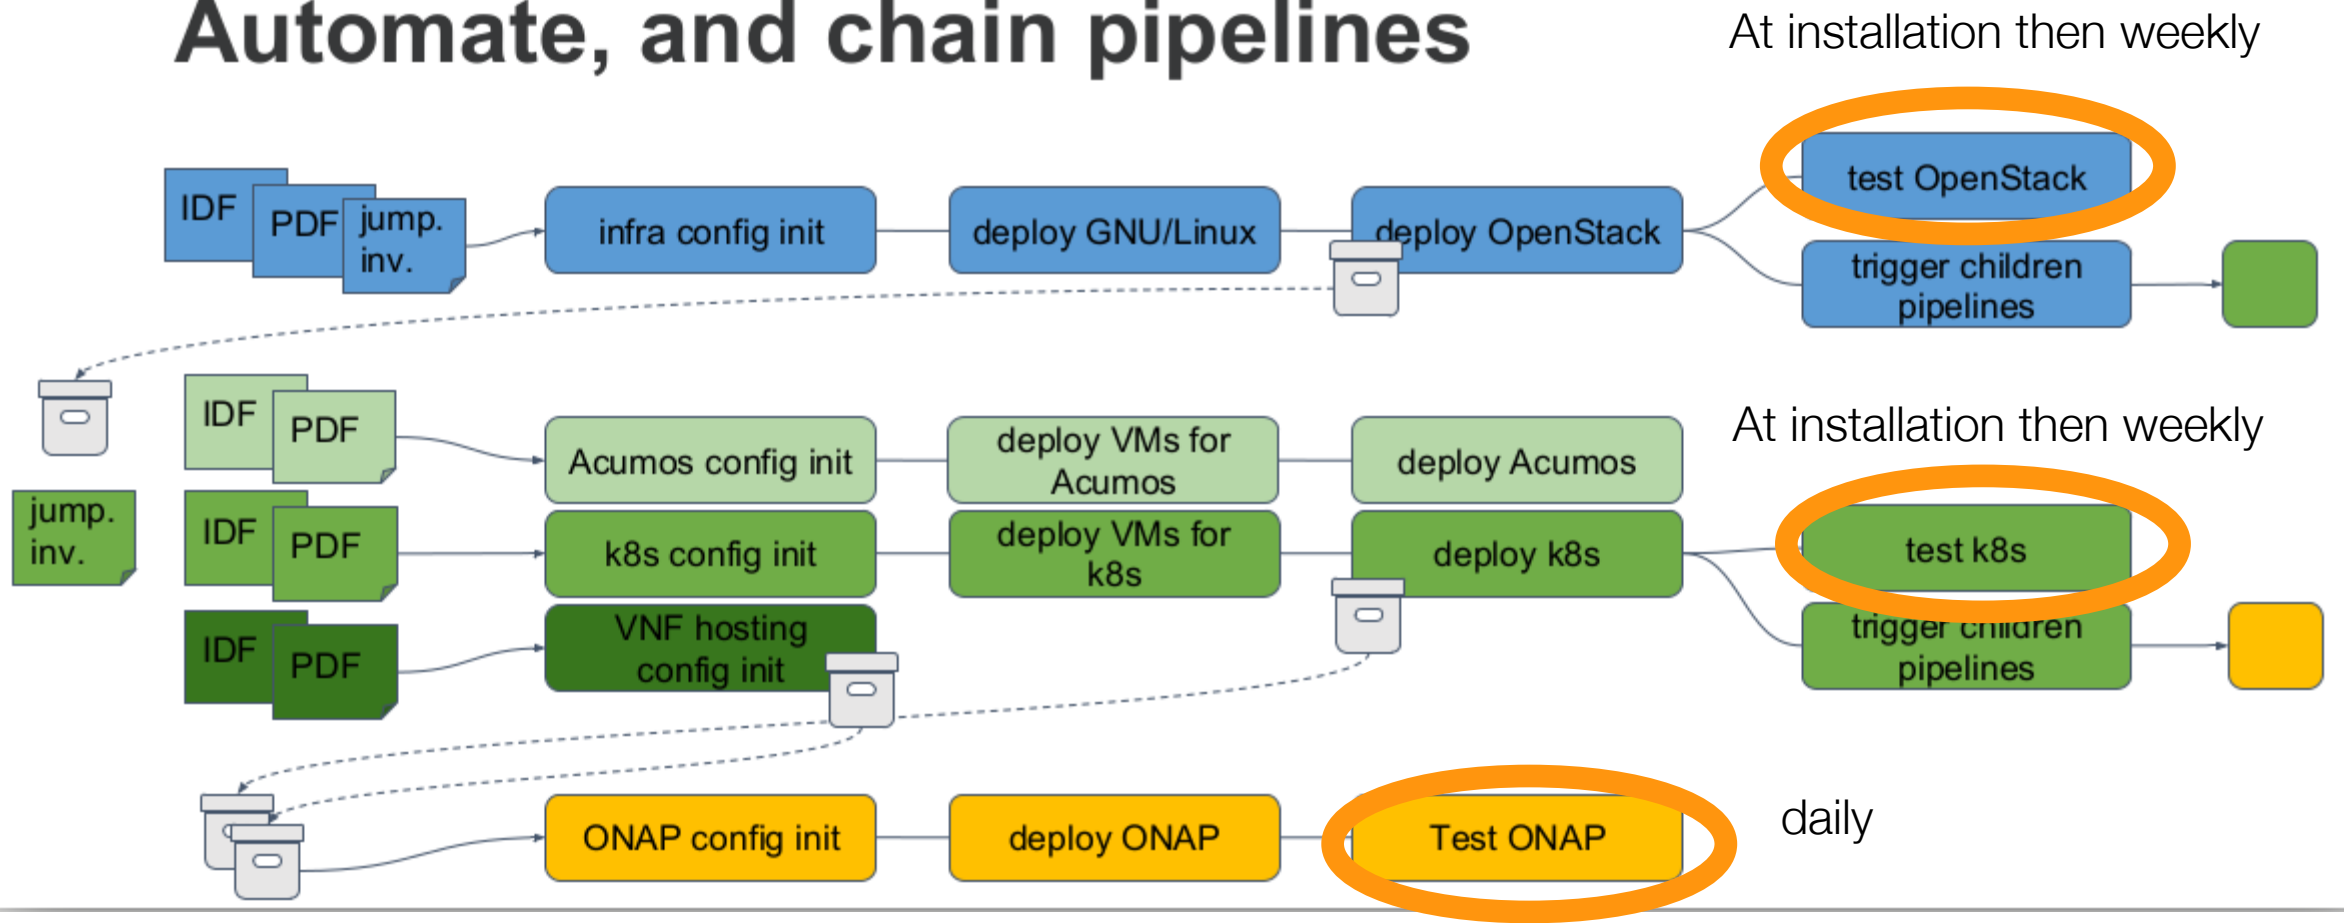 Automate, and chain pipelines
At installation then weekly
IDF
PDF
jump.
inv.
infra config init
deploy GNU/Linux
deploy OpenStack
test OpenStack
trigger children
pipelines
IDF
PDF
Acumos config init
deploy VMs for
Acumos
deploy Acumos
At installation then weekly
jump.
inv.
IDF
PDF
k8s config init
deploy VMs for
k8s
deploy k8s
test k8s
trigger children
pipelines
IDF
PDF
VNF hosting
config init
ONAP config init
deploy ONAP
Test ONAP
daily